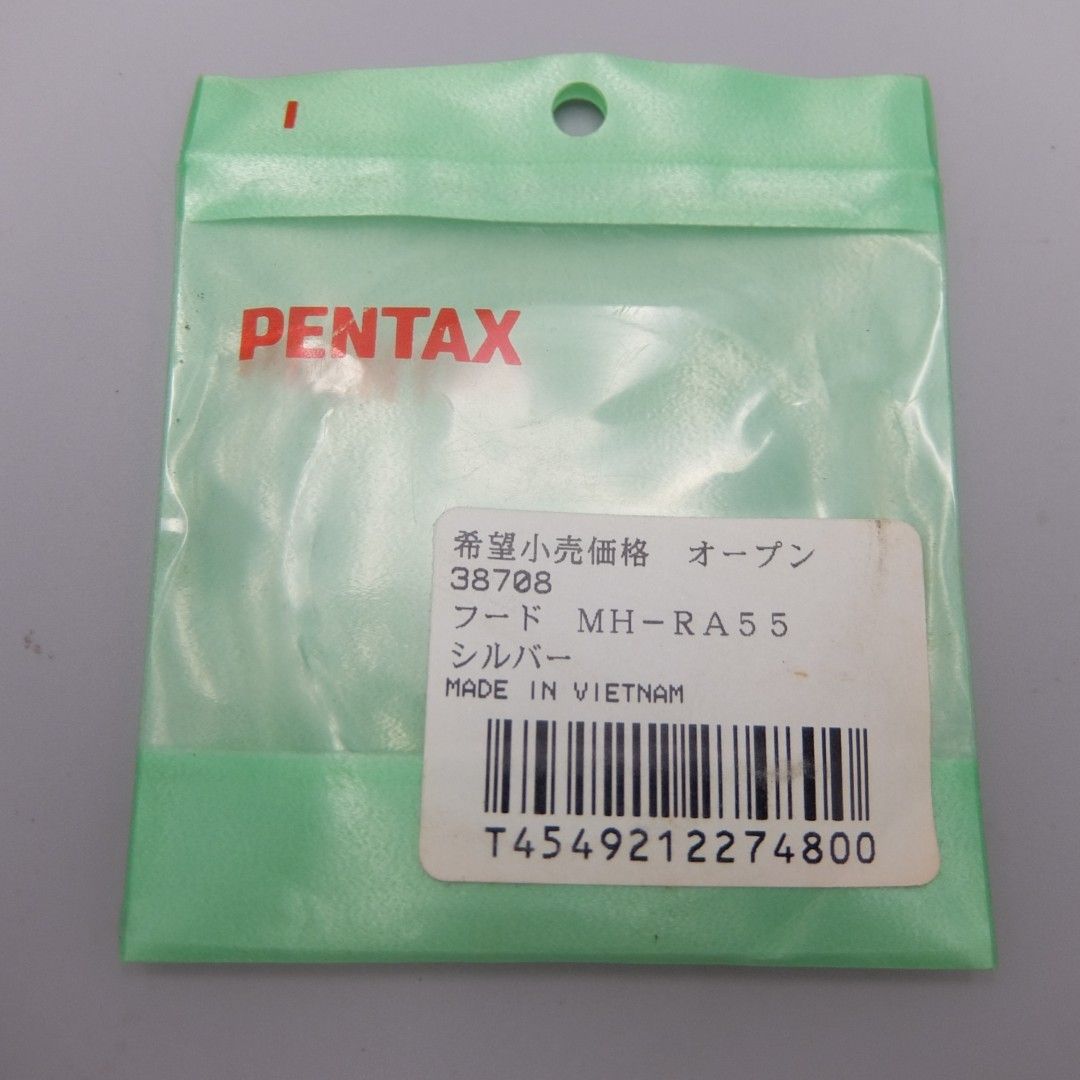 PENTAX
希望小売価格　オープン
38708
フード　ＭＨ－ＲＡ５５
シルバー
MADE IN VIETNAM
T4549212274800